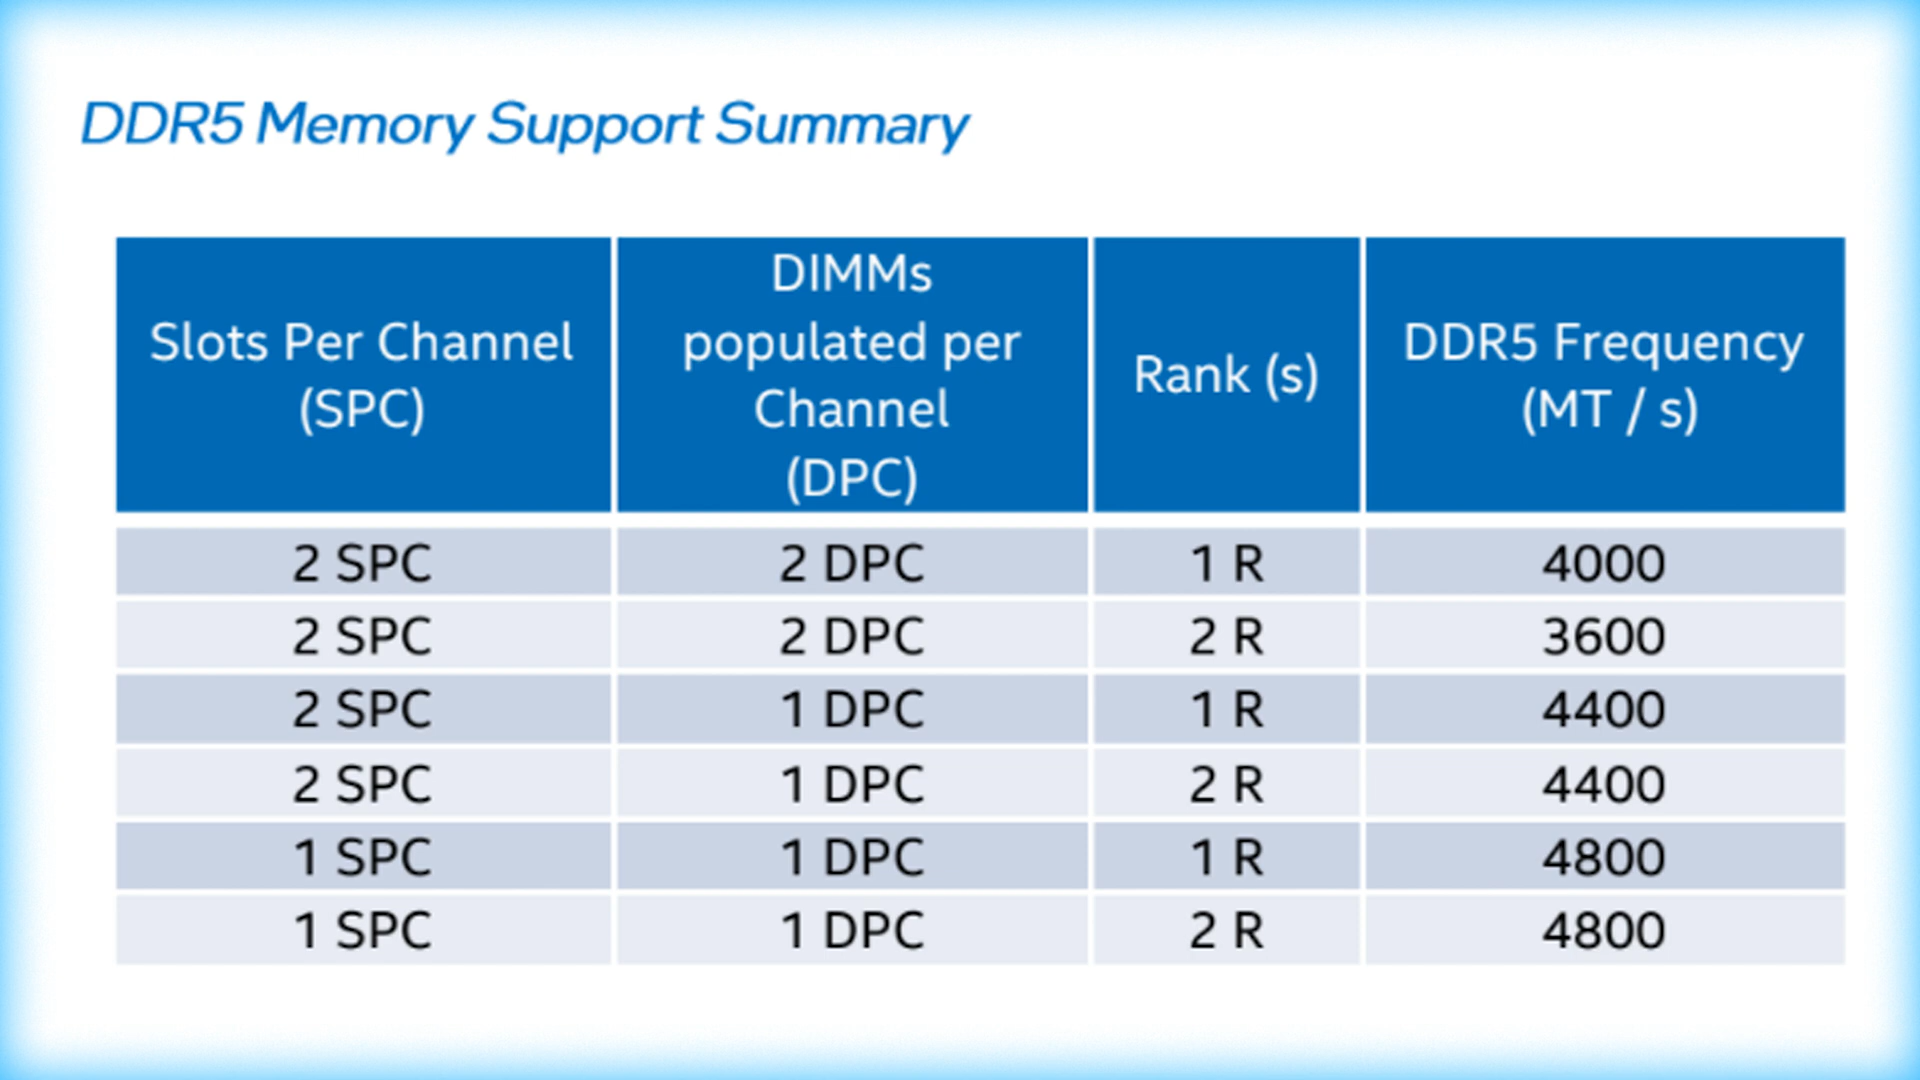 DDR5 Memory Support Summary
Slots Per Channel
(SPC)
DIMMs
populated per
Channel
(DPC)
Rank (s)
DDR5 Frequency
(MT / s)
2 SPC 2 DPC 1 R 4000
2 SPC 2 DPC 2 R 3600
2 SPC 1 DPC 1 R 4400
2 SPC 1 DPC 2 R 4400
1 SPC 1 DPC 1 R 4800
1 SPC 1 DPC 2 R 4800